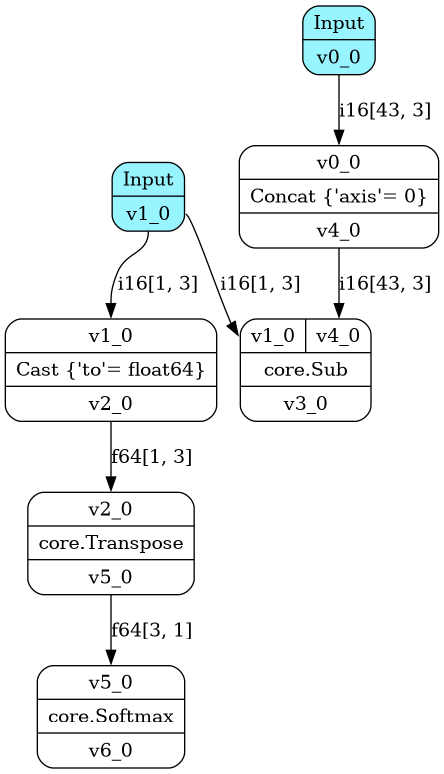 Input
v0_0
i16[43, 3]
v0_0
Concat {'axis'= 0}
v4_0
Input
v1_0
i16[1, 3]
i16[1, 3]
i16[43, 3]
v1_0
Cast {'to'= float64}
v2_0
v1_0 v4_0
core.Sub
v3_0
f64[1, 3]
v2_0
core.Transpose
v5_0
f64[3, 1]
v5_0
core.Softmax
v6_0